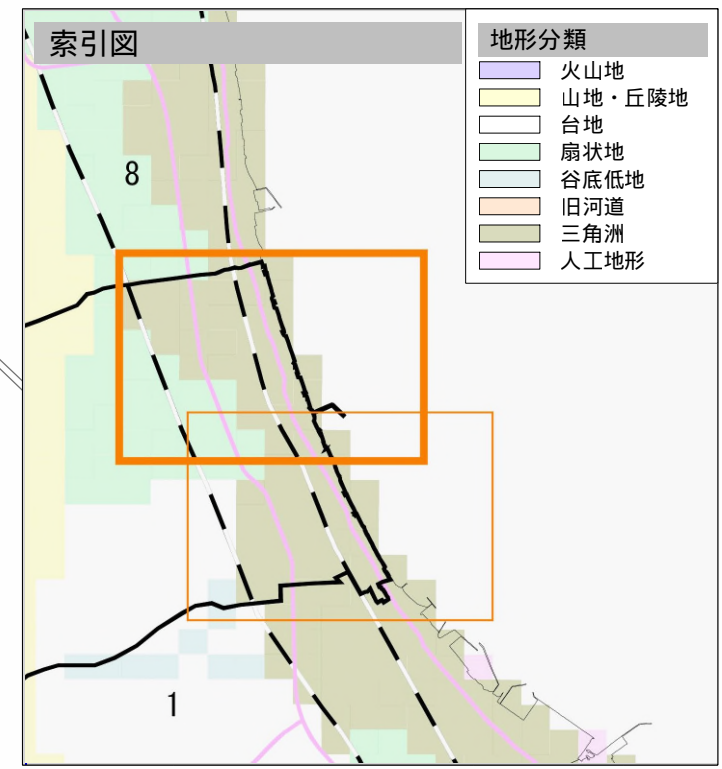 索引図
地形分類
火山地
山地・丘陵地
台地
扇状地
谷底低地
旧河道
三角洲
人工地形
8
1